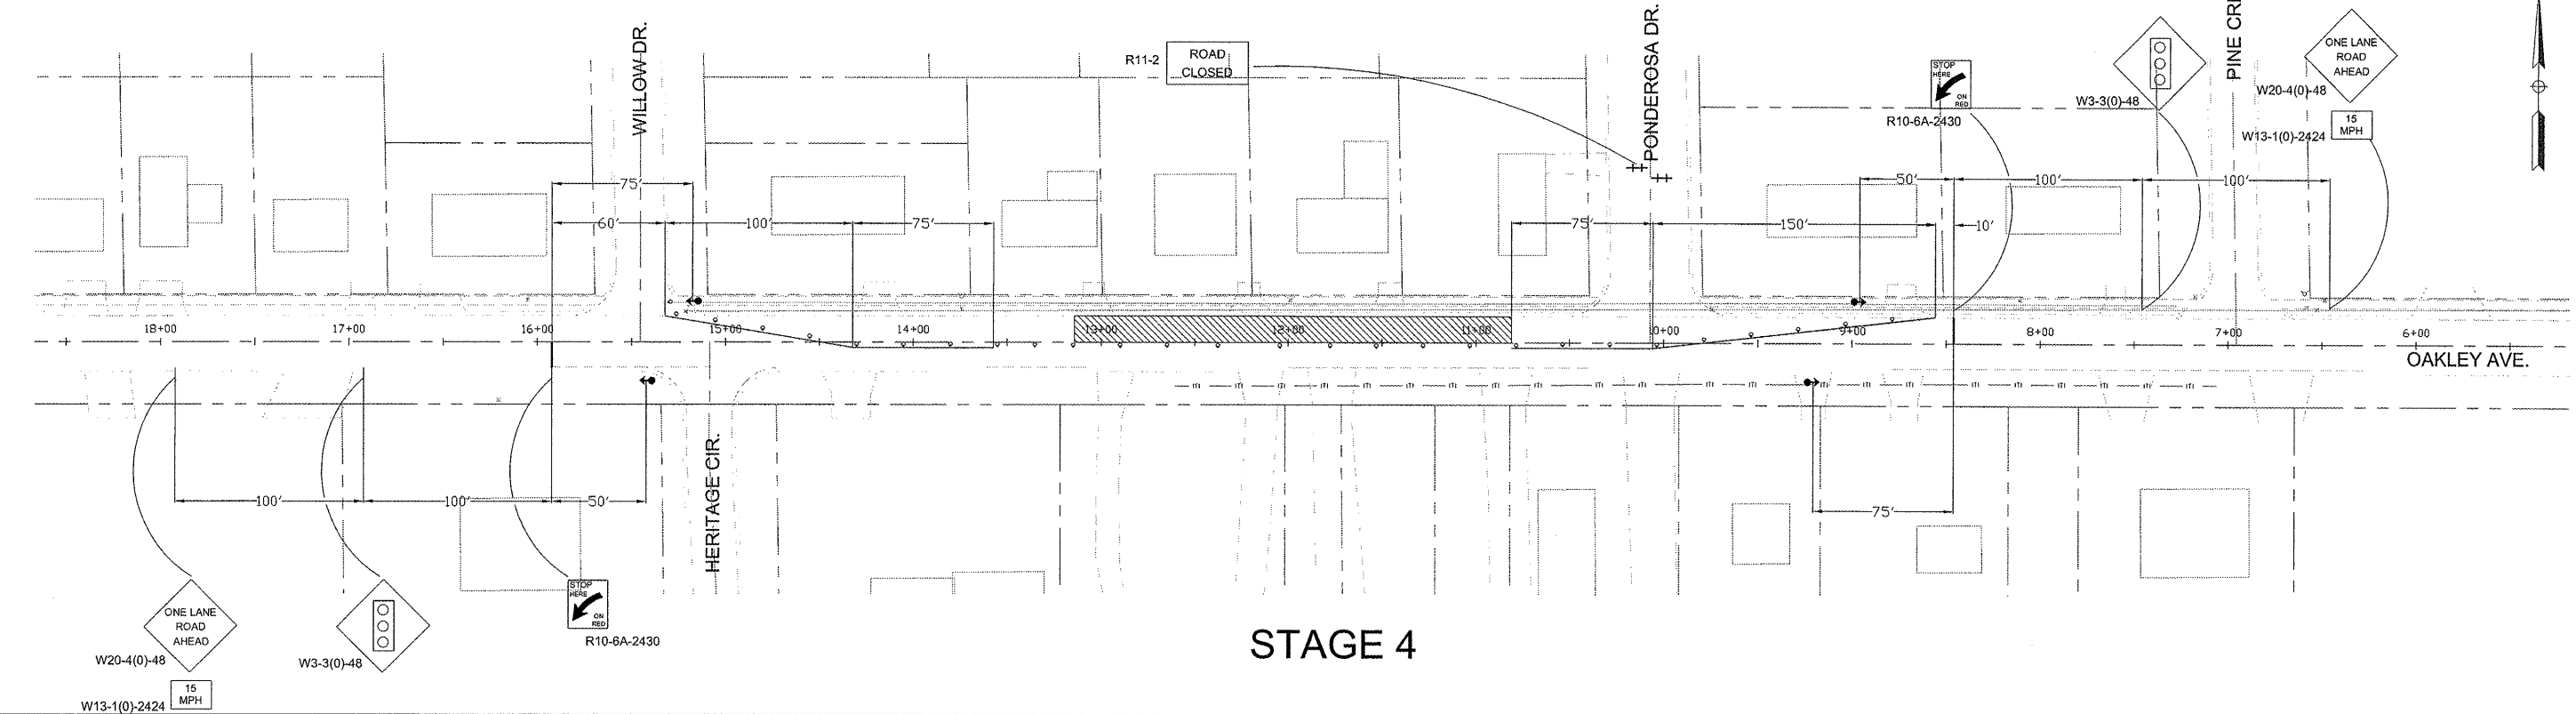 WILLOW DR.
R11-2
ROAD
CLOSED
PONDEROSA DR.
STOP
HERE
ON
RED
R10-6A-2430
W3-3(0)-48
PINE CRE
ONE LANE
ROAD
AHEAD
W20-4(0)-48
15
MPH
W13-1(0)-2424
75'
60'
100'
75'
75'
150'
50'
100'
100'
10'
18+00
17+00
16+00
15+00
14+00
13+00
12+00
11+00
10+00
9+00
8+00
7+00
6+00
OAKLEY AVE.
HERITAGE CIR.
100'
100'
50'
75'
ONE LANE
ROAD
AHEAD
W20-4(0)-48
15
MPH
W13-1(0)-2424
W3-3(0)-48
STOP
HERE
ON
RED
R10-6A-2430
STAGE 4